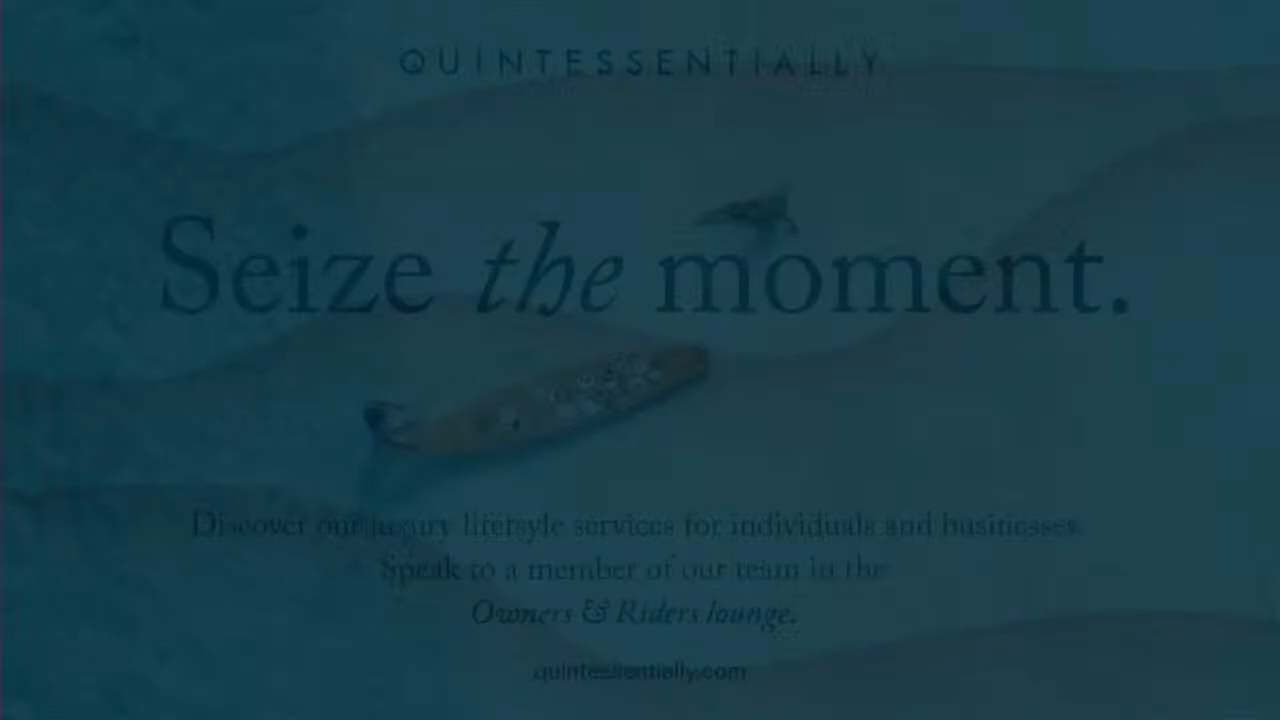 QUINTESSENTIALLY
Seize the moment.
Discover our luxury lifetsyle services for individuals and businesses.
Speak to a member of our team in the
Owners & Riders lounge.
quintessentially.com